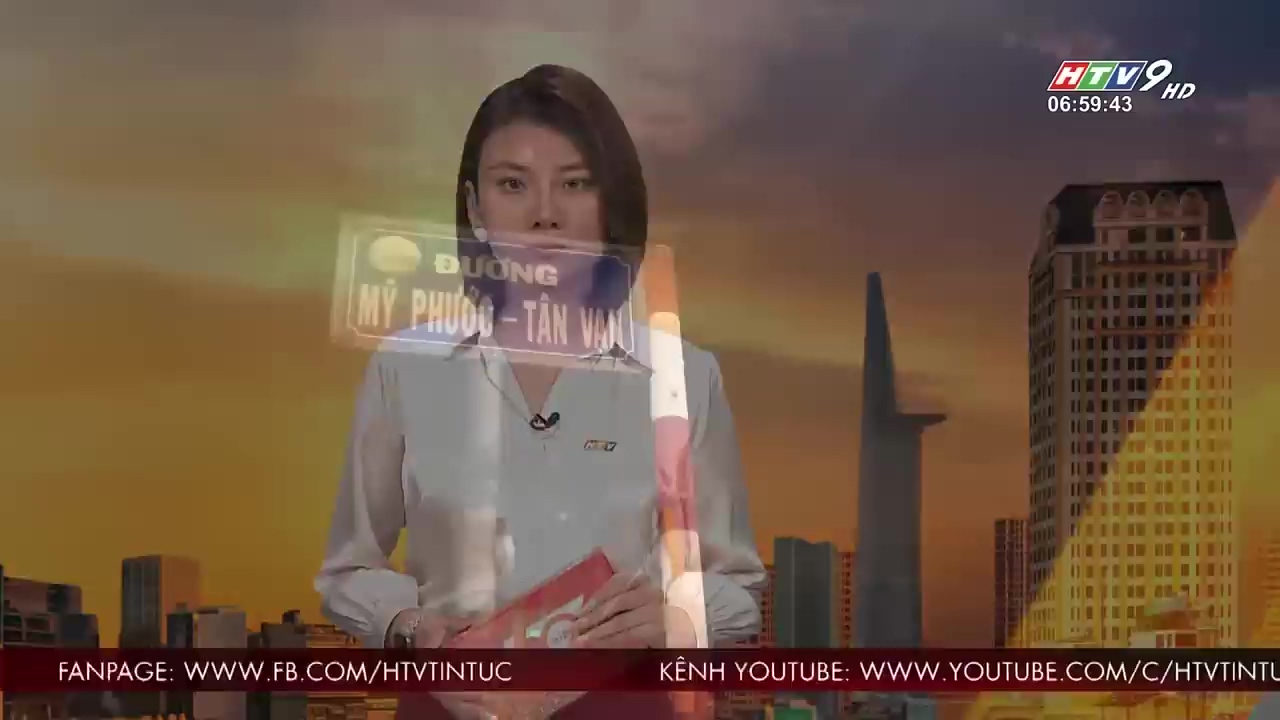 HTV9 HD
06:59:43
ĐƯỜNG
MỸ PHƯỚC - TÂN VẠN
HTV
FANPAGE: WWW.FB.COM/HTVTINTUC
KÊNH YOUTUBE: WWW.YOUTUBE.COM/C/HTVTINTU